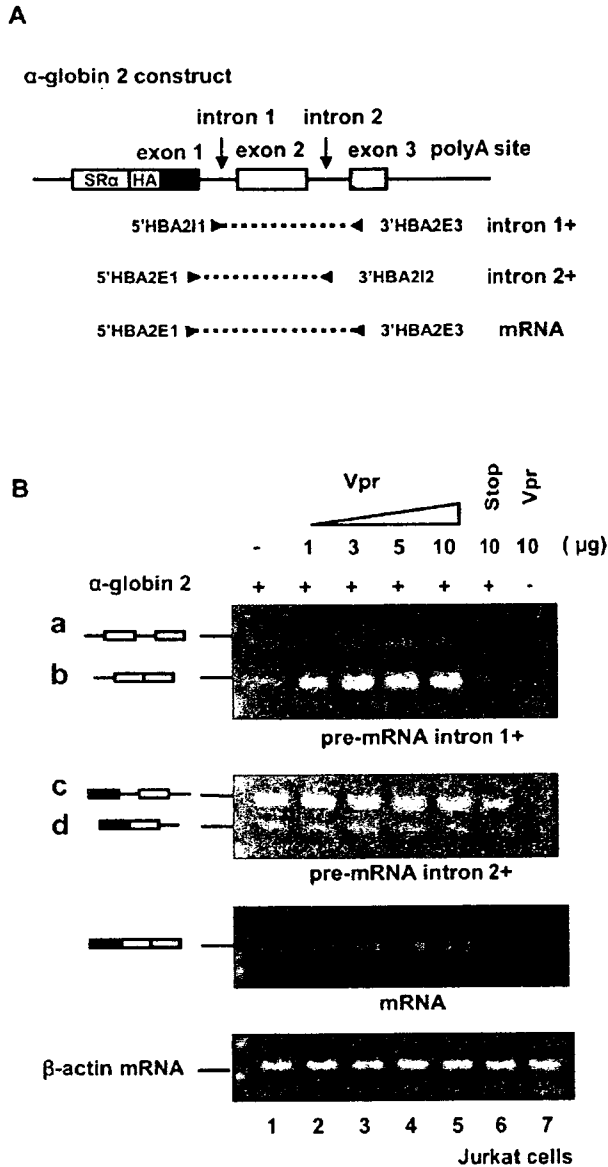 A
α-globin 2 construct
intron 1 intron 2
exon 1 exon 2 exon 3 polyA site
SRα HA
5'HBA2I1 3'HBA2E3 intron 1+
5'HBA2E1 3'HBA2I2 intron 2+
5'HBA2E1 3'HBA2E3 mRNA
B
Vpr Stop Vpr
- 1 3 5 10 10 10 (μg)
α-globin 2 + + + + + + -
a
b
pre-mRNA intron 1+
c
d
pre-mRNA intron 2+
mRNA
β-actin mRNA
1 2 3 4 5 6 7
Jurkat cells